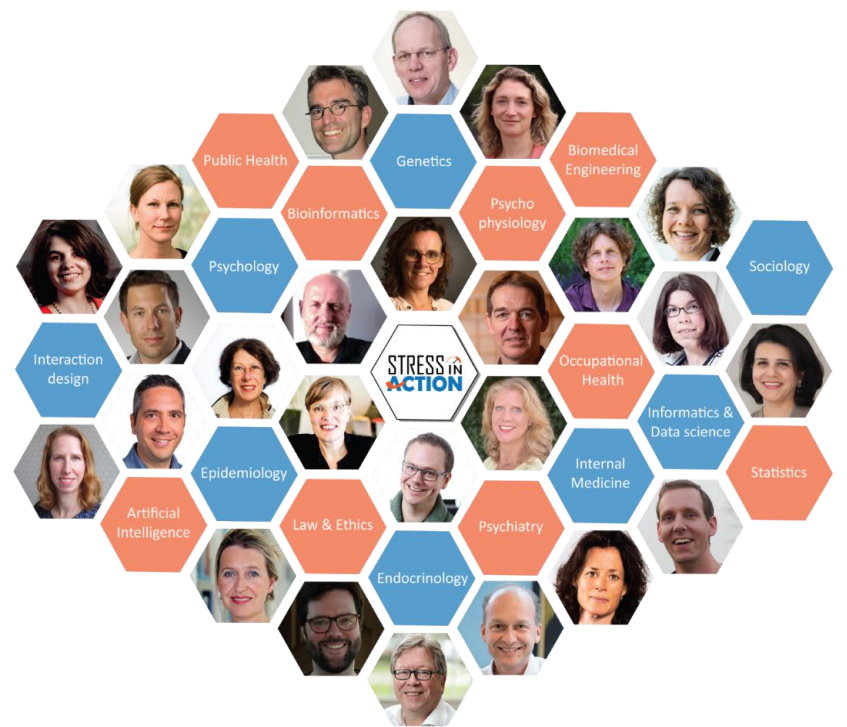 Public Health
Genetics
Biomedical
Engineering
Bioinformatics
Psycho
physiology
Psychology
Sociology
Interaction
design
STRESS IN
ACTION
Occupational
Health
Informatics &
Data science
Epidemiology
Internal
Medicine
Statistics
Artificial
Intelligence
Law & Ethics
Psychiatry
Endocrinology